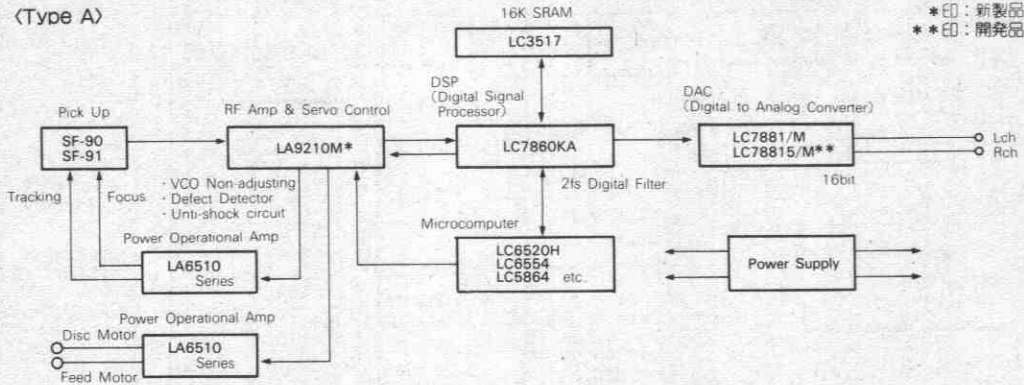 〈Type A〉
*印：新製品
**印：開発品
16K SRAM
LC3517
Pick Up
SF-90
SF-91
RF Amp & Servo Control
LA9210M*
DSP
(Digital Signal
Processor)
LC7860KA
DAC
(Digital to Analog Converter)
LC7881/M
LC78815/M**
Lch
Rch
16bit
2fs Digital Filter
Tracking
Focus
· VCO Non-adjusting
· Defect Detector
· Unti-shock circuit
Microcomputer
LC6520H
LC6554
LC5864 etc.
Power Supply
Power Operational Amp
LA6510
Series
Power Operational Amp
LA6510
Series
Disc Motor
Feed Motor